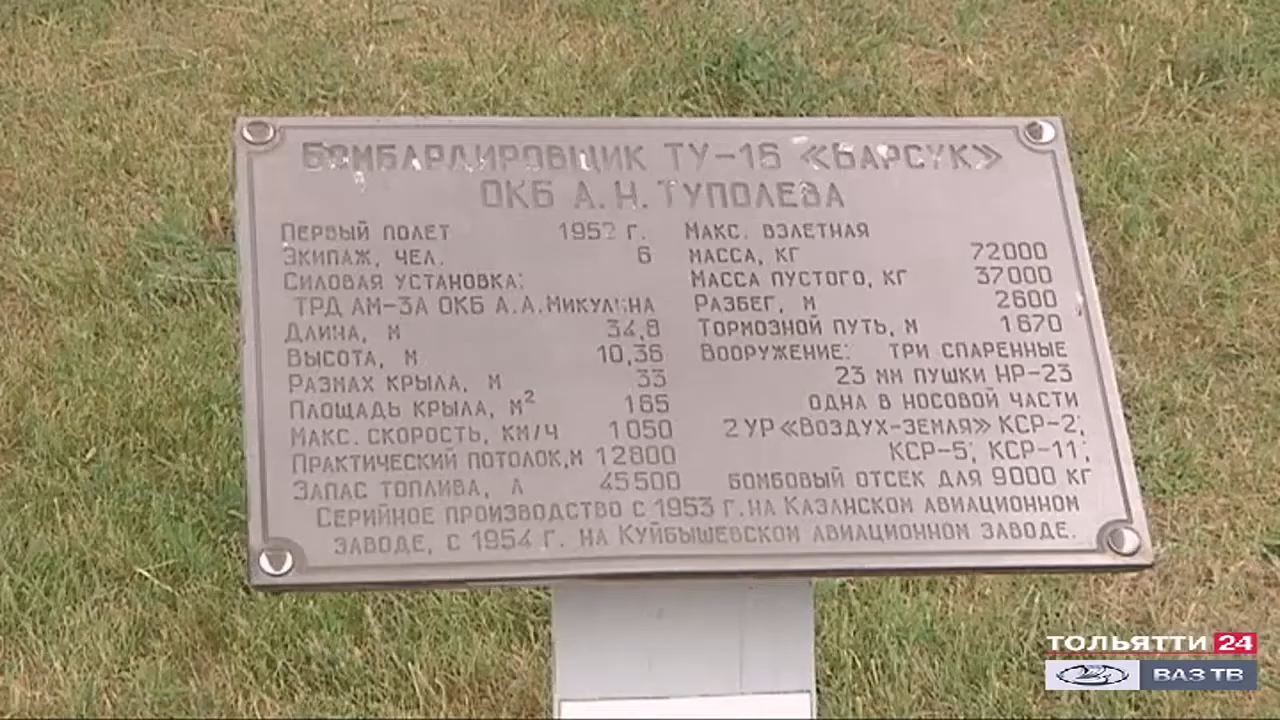 БОМБАРДИРОВЩИК ТУ-16 «БАРСУК»
ОКБ А. Н. ТУПОЛЕВА
ПЕРВЫЙ ПОЛЕТ 1952 Г.
ЭКИПАЖ, ЧЕЛ. 6
СИЛОВАЯ УСТАНОВКА:
ТРД АМ-3А ОКБ А.А.МИКУЛИНА
ДЛИНА, М 34,8
ВЫСОТА, М 10,36
РАЗМАХ КРЫЛА, М 33
ПЛОЩАДЬ КРЫЛА, М² 165
МАКС. СКОРОСТЬ, КМ/Ч 1050
ПРАКТИЧЕСКИЙ ПОТОЛОК,М 12800
ЗАПАС ТОПЛИВА, Л 45500
МАКС. ВЗЛЕТНАЯ
МАССА, КГ 72000
МАССА ПУСТОГО, КГ 37000
РАЗБЕГ, М 2600
ТОРМОЗНОЙ ПУТЬ, М 1670
ВООРУЖЕНИЕ: ТРИ СПАРЕННЫЕ
23 ММ ПУШКИ НР-23
ОДНА В НОСОВОЙ ЧАСТИ
2 УР «ВОЗДУХ-ЗЕМЛЯ» КСР-2;
КСР-5; КСР-11;
БОМБОВЫЙ ОТСЕК ДЛЯ 9000 КГ
СЕРИЙНОЕ ПРОИЗВОДСТВО С 1953 Г. НА КАЗАНСКОМ АВИАЦИОННОМ
ЗАВОДЕ, С 1954 Г. НА КУЙБЫШЕВСКОМ АВИАЦИОННОМ ЗАВОДЕ.
ТОЛЬЯТТИ 24
ВАЗ ТВ